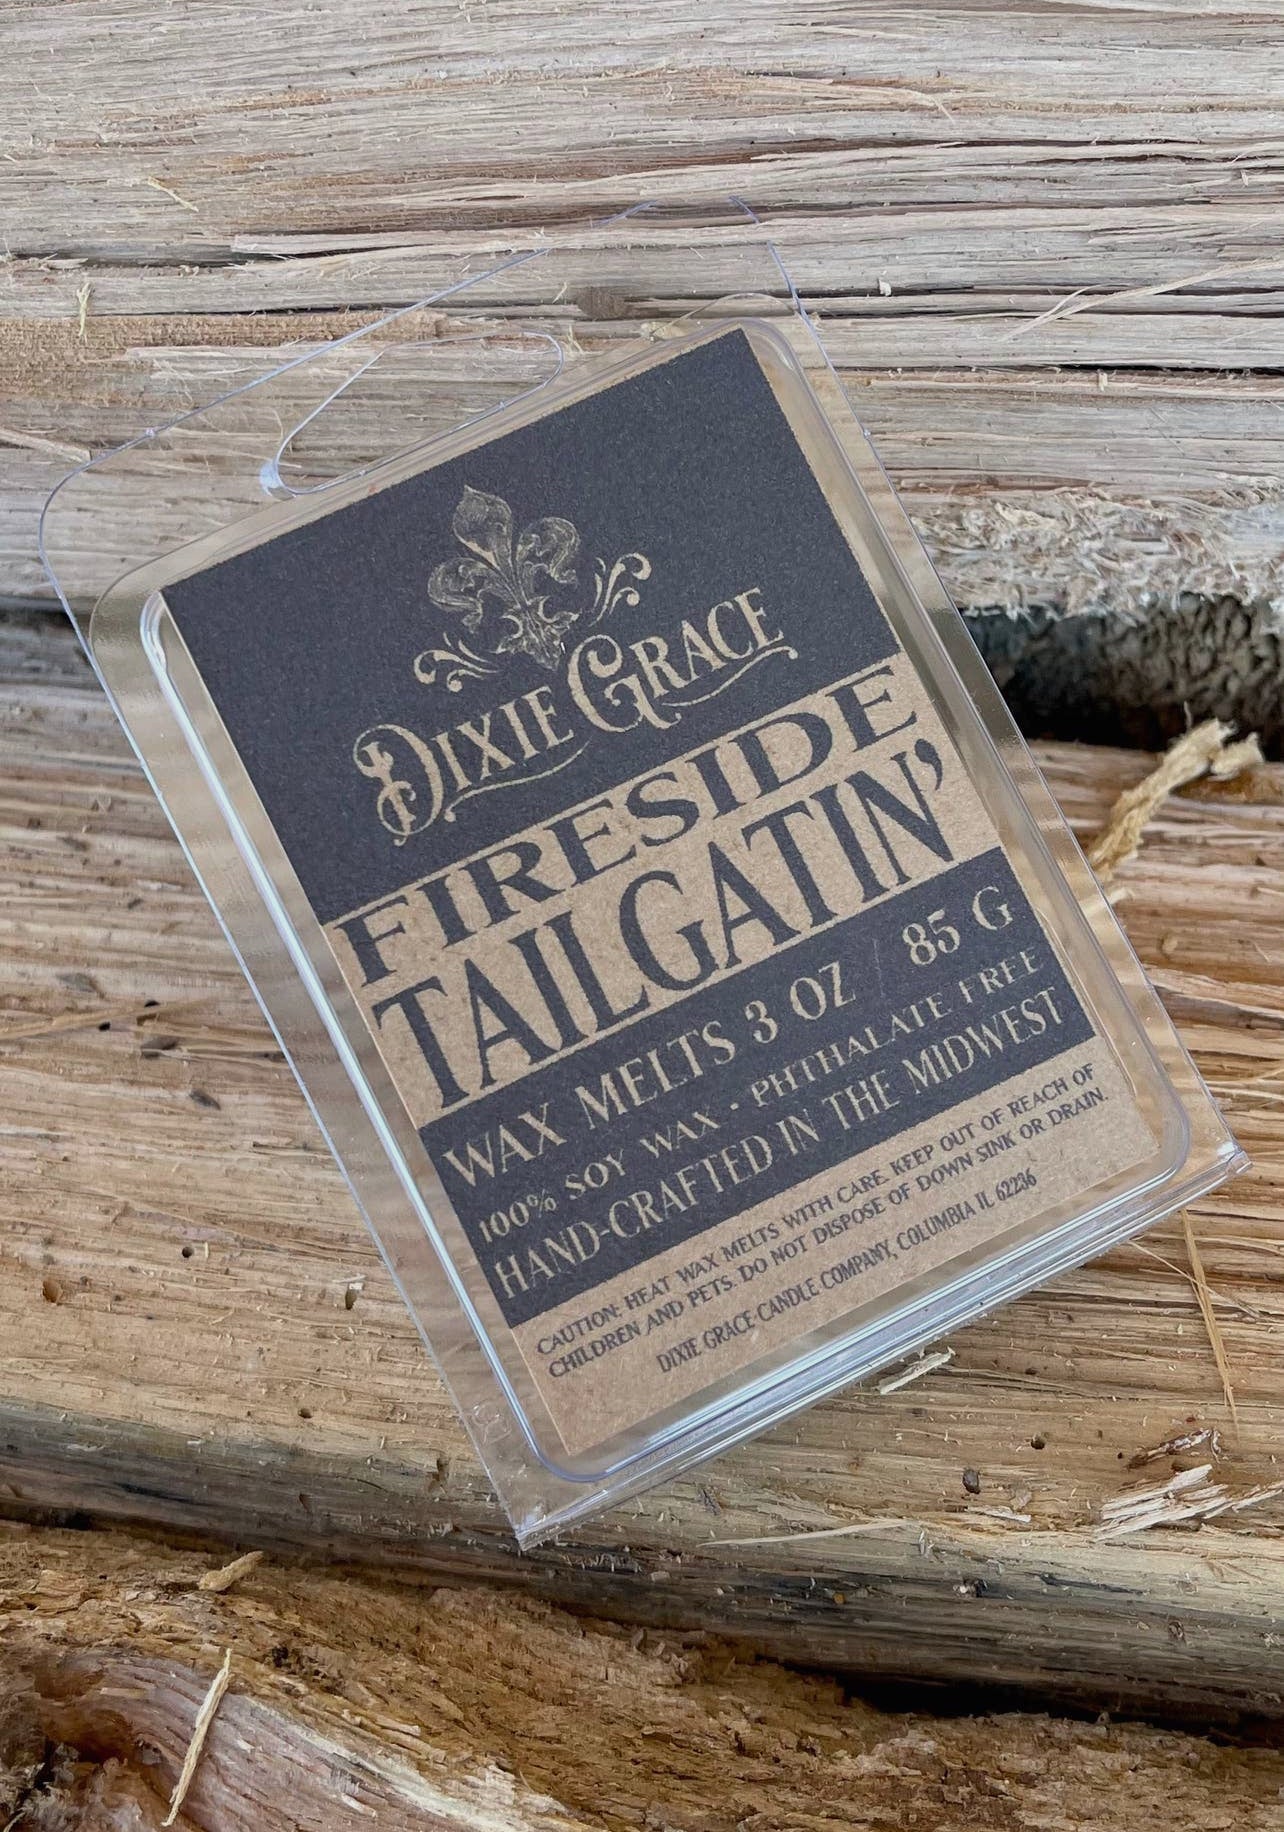 DIXIE GRACE
FIRESIDE
TAILGATIN'
WAX MELTS 3 OZ / 85 G
100% SOY WAX • PHTHALATE FREE
HAND-CRAFTED IN THE MIDWEST
CAUTION: HEAT WAX MELTS WITH CARE. KEEP OUT OF REACH OF
CHILDREN AND PETS. DO NOT DISPOSE OF DOWN SINK OR DRAIN.
DIXIE GRACE CANDLE COMPANY, COLUMBIA IL 62236